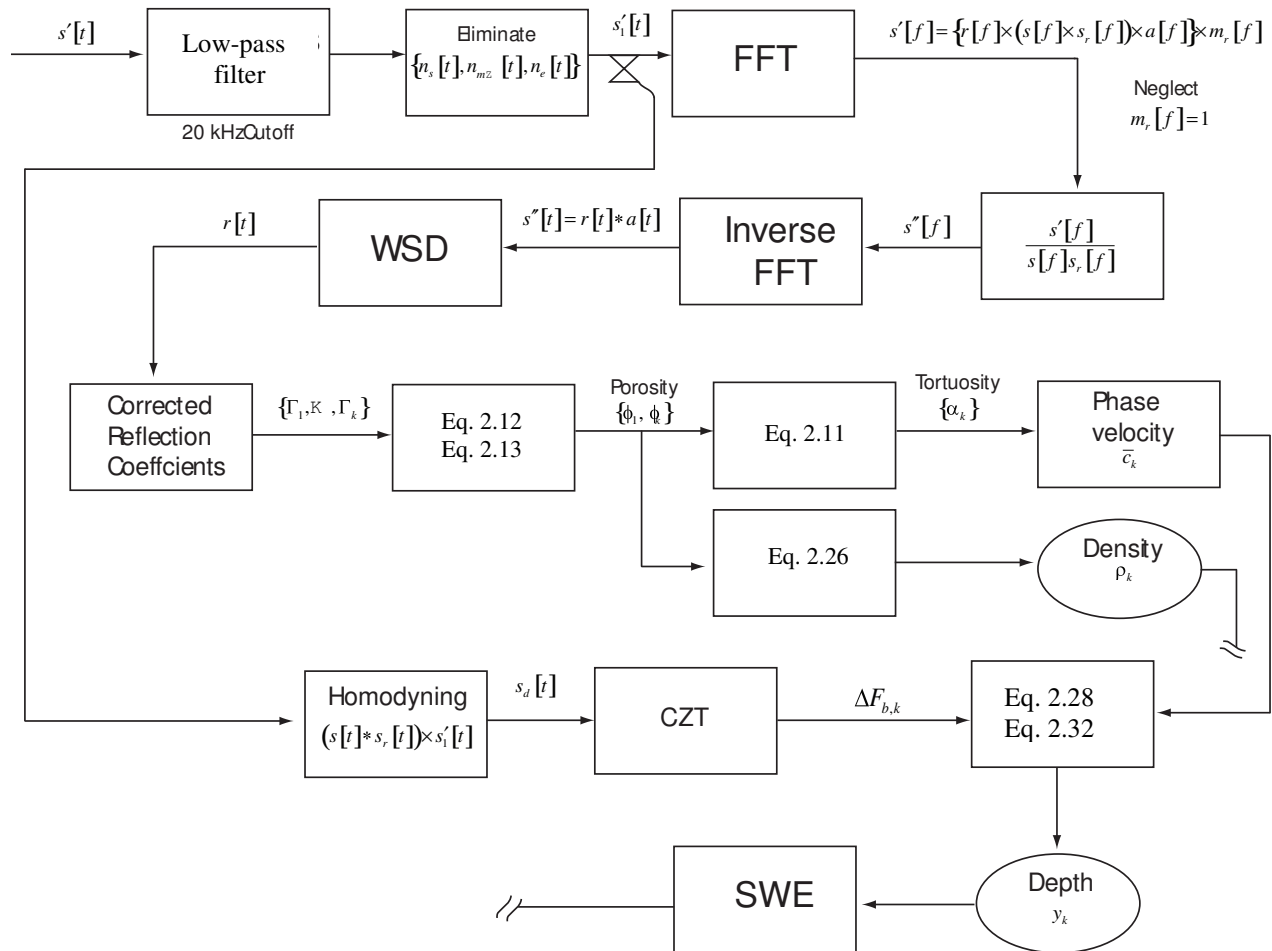 s′[t]
Low-pass
filter
20 kHzCutoff
Eliminate
{n_s[t],n_m2 [t],n_e[t]}
s′_1[t]
FFT
s′[f]={r[f]×(s[f]×s_r[f])×a[f]}×m_r[f]
Neglect
m_r[f]=1
s′[f]
s[f]s_r[f]
s″[f]
Inverse
FFT
s″[t]=r[t]*a[t]
WSD
r[t]
Corrected
Reflection
Coeffcients
{Γ_1,K ,Γ_k}
Eq. 2.12
Eq. 2.13
Porosity
{ϕ_1, ϕ_k}
Eq. 2.11
Tortuosity
{α_k}
Phase
velocity
c̄_k
Eq. 2.26
Density
ρ_k
Homodyning
(s[t]*s_r[t])×s′_1[t]
s_d[t]
CZT
ΔF_b,k
Eq. 2.28
Eq. 2.32
Depth
y_k
SWE